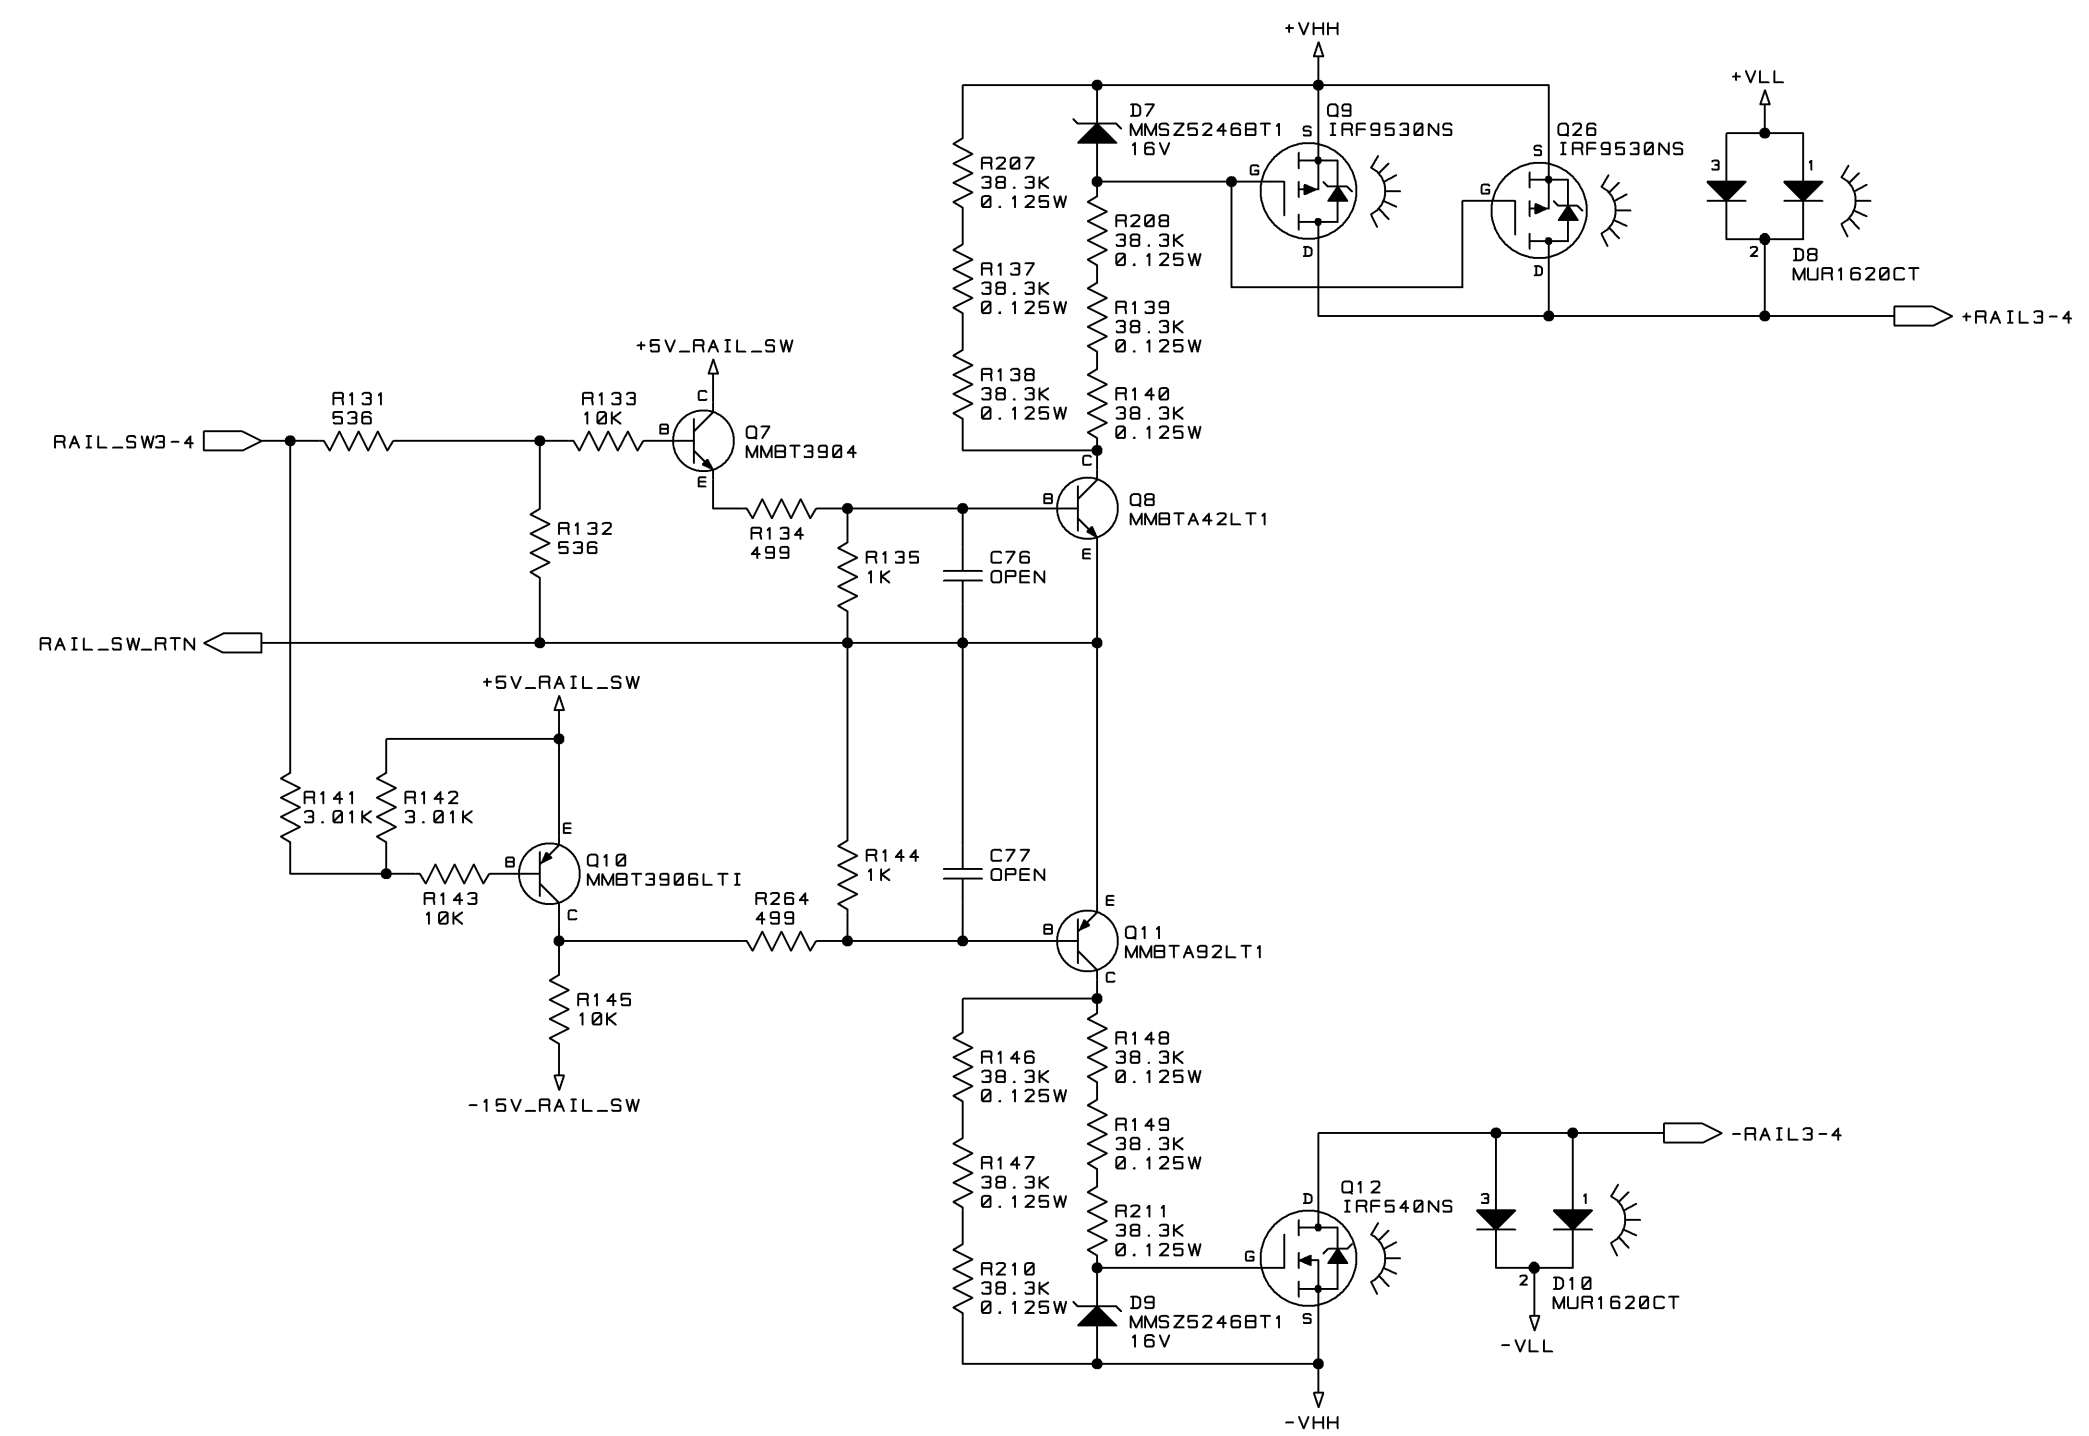 +VHH
+VLL
D7
MMSZ5246BT1
16V
Q9
IRF9530NS
S
G
D
Q26
IRF9530NS
S
G
D
3
1
2
D8
MUR1620CT
R207
38.3K
0.125W
R208
38.3K
0.125W
R137
38.3K
0.125W
R139
38.3K
0.125W
R138
38.3K
0.125W
R140
38.3K
0.125W
+RAIL3-4
+5V_RAIL_SW
RAIL_SW3-4
R131
536
R133
10K
C
B
E
Q7
MMBT3904
R132
536
R134
499
R135
1K
C76
OPEN
C
B
E
Q8
MMBTA42LT1
RAIL_SW_RTN
+5V_RAIL_SW
R141
3.01K
R142
3.01K
R143
10K
E
B
C
Q10
MMBT3906LTI
R144
1K
C77
OPEN
R264
499
E
B
C
Q11
MMBTA92LT1
R145
10K
-15V_RAIL_SW
R146
38.3K
0.125W
R148
38.3K
0.125W
R147
38.3K
0.125W
R149
38.3K
0.125W
R210
38.3K
0.125W
R211
38.3K
0.125W
D9
MMSZ5246BT1
16V
D
G
S
Q12
IRF540NS
-RAIL3-4
3
1
2
D10
MUR1620CT
-VLL
-VHH